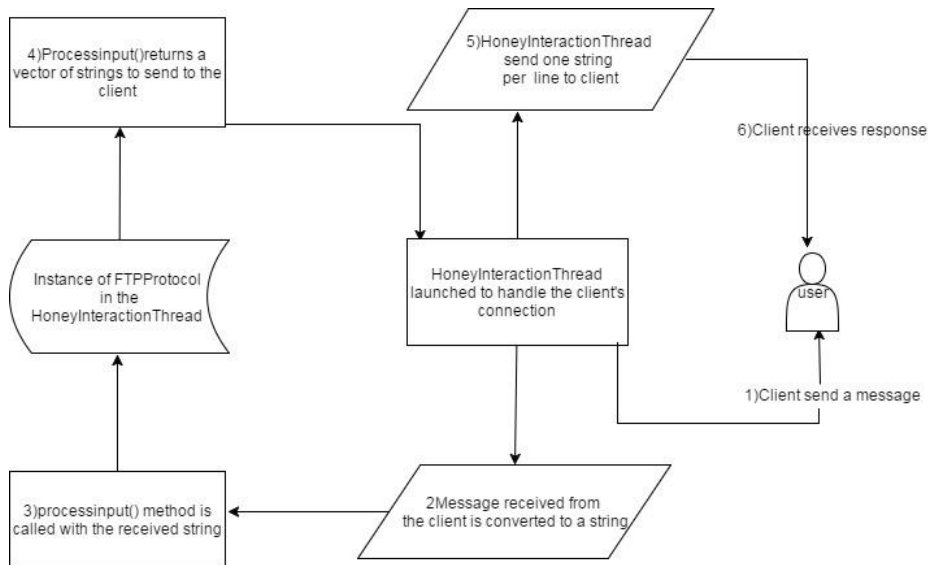 4)Processinput()returns a
vector of strings to send to the
client
5)HoneyInteractionThread
send one string
per line to client
6)Client receives response
Instance of FTPProtocol
in the
HoneyInteractionThread
HoneyInteractionThread
launched to handle the client's
connection
user
1)Client send a message
3)processinput() method is
called with the received string
2Message received from
the client is converted to a string